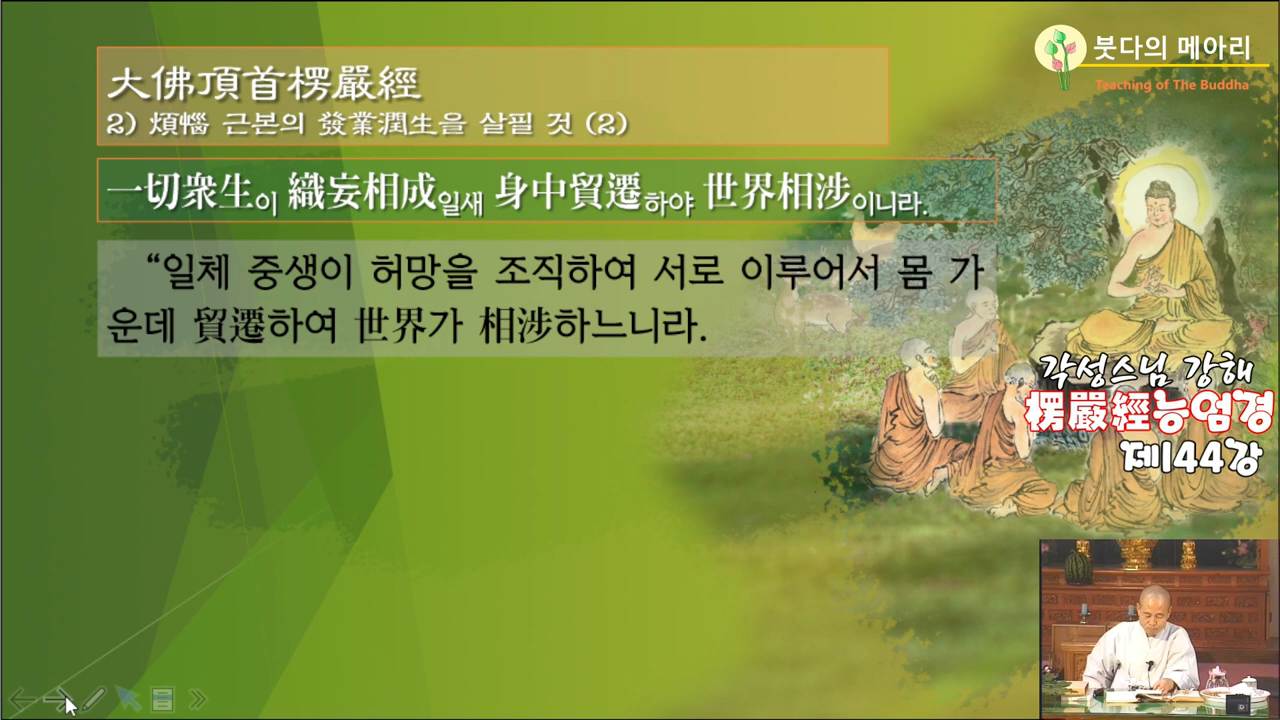 大佛頂首楞嚴經
2) 煩惱 근본의 發業潤生을 살필 것 (2)
一切衆生이 織妄相成일새 身中貿遷하야 世界相涉이니라.
“일체 중생이 허망을 조직하여 서로 이루어서 몸 가
운데 貿遷하여 世界가 相涉하느니라.
붓다의 메아리
Teaching of The Buddha
각성스님 강해
楞嚴經능엄경
제144강